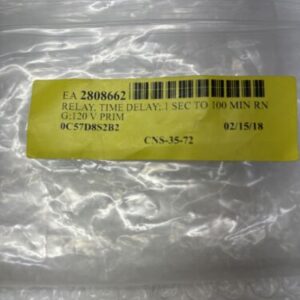 EA 2808662
RELAY, TIME DELAY; .1 SEC TO 100 MIN RN
G;120 V PRIM
0C57D8S2B2 02/15/18
CNS-35-72